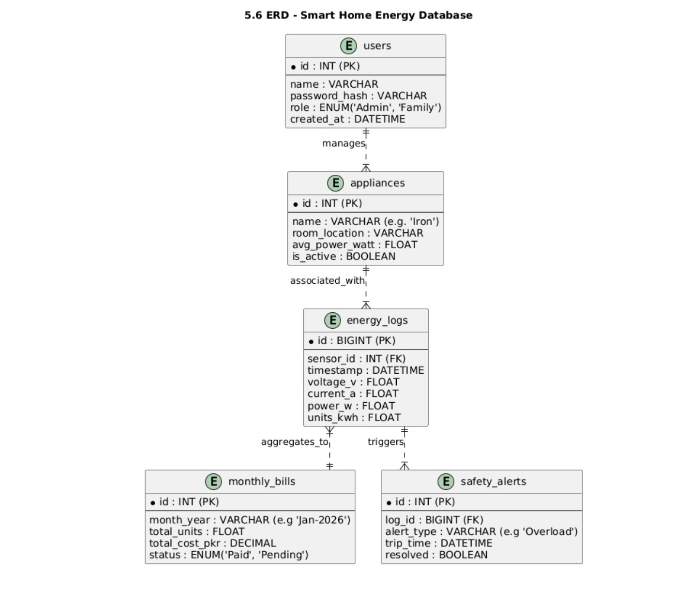 5.6 ERD - Smart Home Energy Database
E users
id : INT (PK)
name : VARCHAR
password_hash : VARCHAR
role : ENUM('Admin', 'Family')
created_at : DATETIME
manages
E appliances
id : INT (PK)
name : VARCHAR (e.g. 'Iron')
room_location : VARCHAR
avg_power_watt : FLOAT
is_active : BOOLEAN
associated_with
E energy_logs
id : BIGINT (PK)
sensor_id : INT (FK)
timestamp : DATETIME
voltage_v : FLOAT
current_a : FLOAT
power_w : FLOAT
units_kwh : FLOAT
aggregates_to
triggers
E monthly_bills
id : INT (PK)
month_year : VARCHAR (e.g 'Jan-2026')
total_units : FLOAT
total_cost_pkr : DECIMAL
status : ENUM('Paid', 'Pending')
E safety_alerts
id : INT (PK)
log_id : BIGINT (FK)
alert_type : VARCHAR (e.g 'Overload')
trip_time : DATETIME
resolved : BOOLEAN